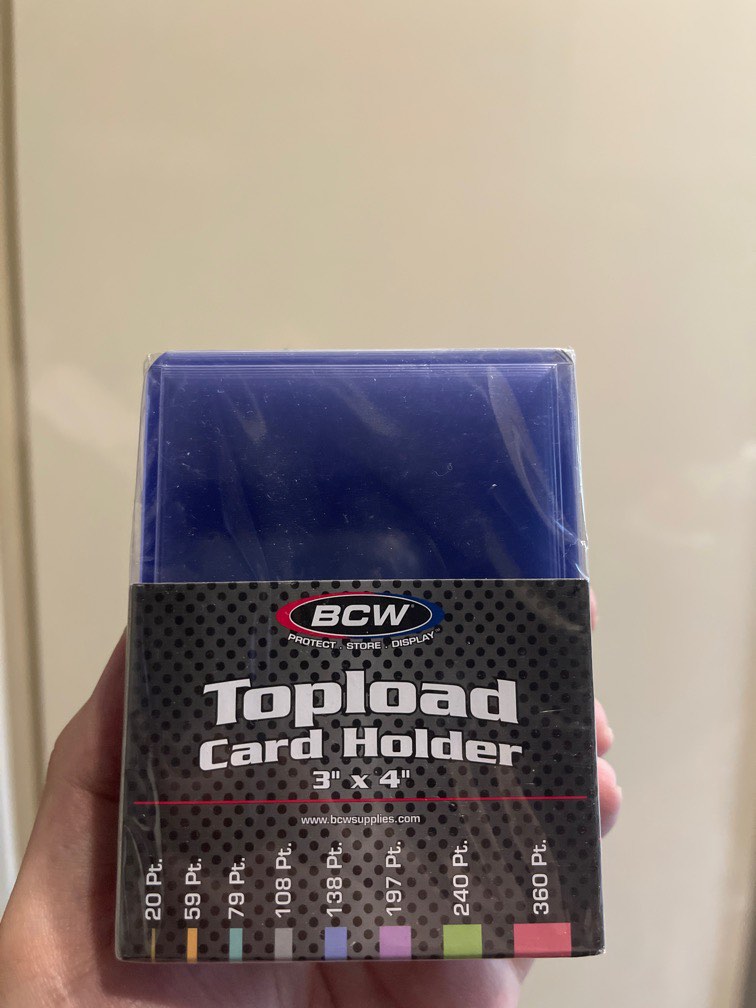 BCW
PROTECT . STORE . DISPLAY™
Topload
Card Holder
3" x 4"
www.bcwsupplies.com
20 Pt.
59 Pt.
79 Pt.
108 Pt.
138 Pt.
197 Pt.
240 Pt.
360 Pt.